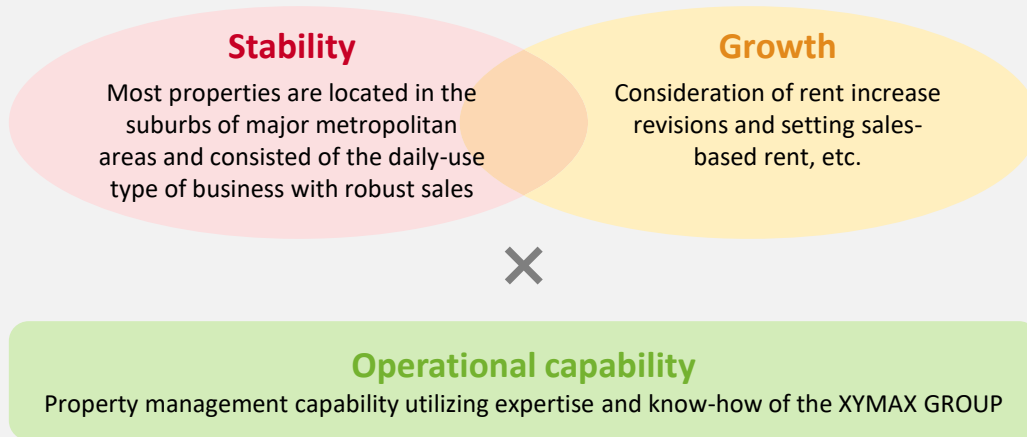 Stability
Most properties are located in the
suburbs of major metropolitan
areas and consisted of the daily-use
type of business with robust sales
Growth
Consideration of rent increase
revisions and setting sales-
based rent, etc.
×
Operational capability
Property management capability utilizing expertise and know-how of the XYMAX GROUP